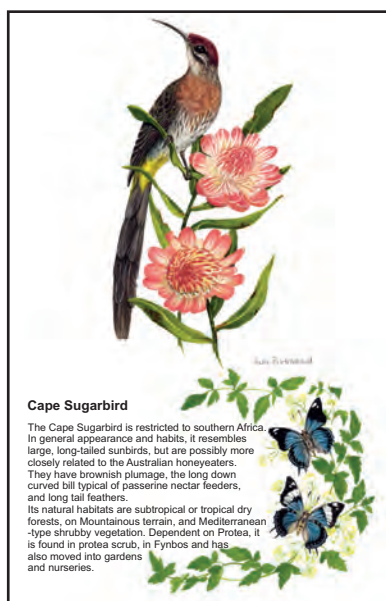 Cape Sugarbird
The Cape Sugarbird is restricted to southern Africa.
In general appearance and habits, it resembles
large, long-tailed sunbirds, but are possibly more
closely related to the Australian honeyeaters.
They have brownish plumage, the long down
curved bill typical of passerine nectar feeders,
and long tail feathers.
Its natural habitats are subtropical or tropical dry
forests, on Mountainous terrain, and Mediterranean
-type shrubby vegetation. Dependent on Protea, it
is found in protea scrub, in Fynbos and has
also moved into gardens
and nurseries.